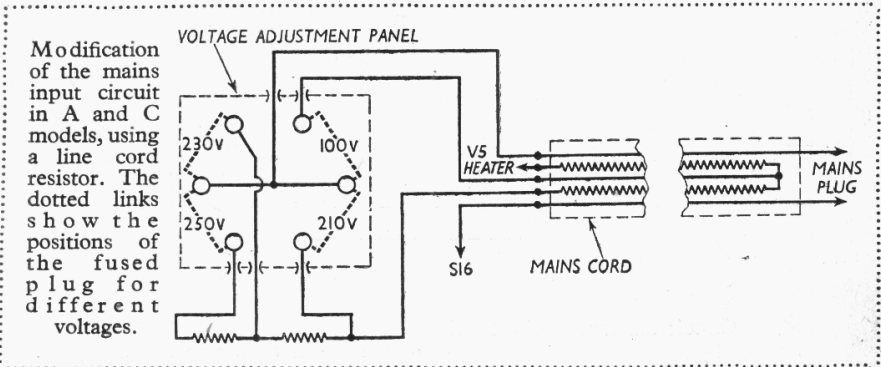 Modification
of the mains
input circuit
in A and C
models, using
a line cord
resistor. The
dotted links
show the
positions of
the fused
plug for
different
voltages.
VOLTAGE ADJUSTMENT PANEL
230V
100V
250V
210V
V5
HEATER
S16
MAINS CORD
MAINS
PLUG